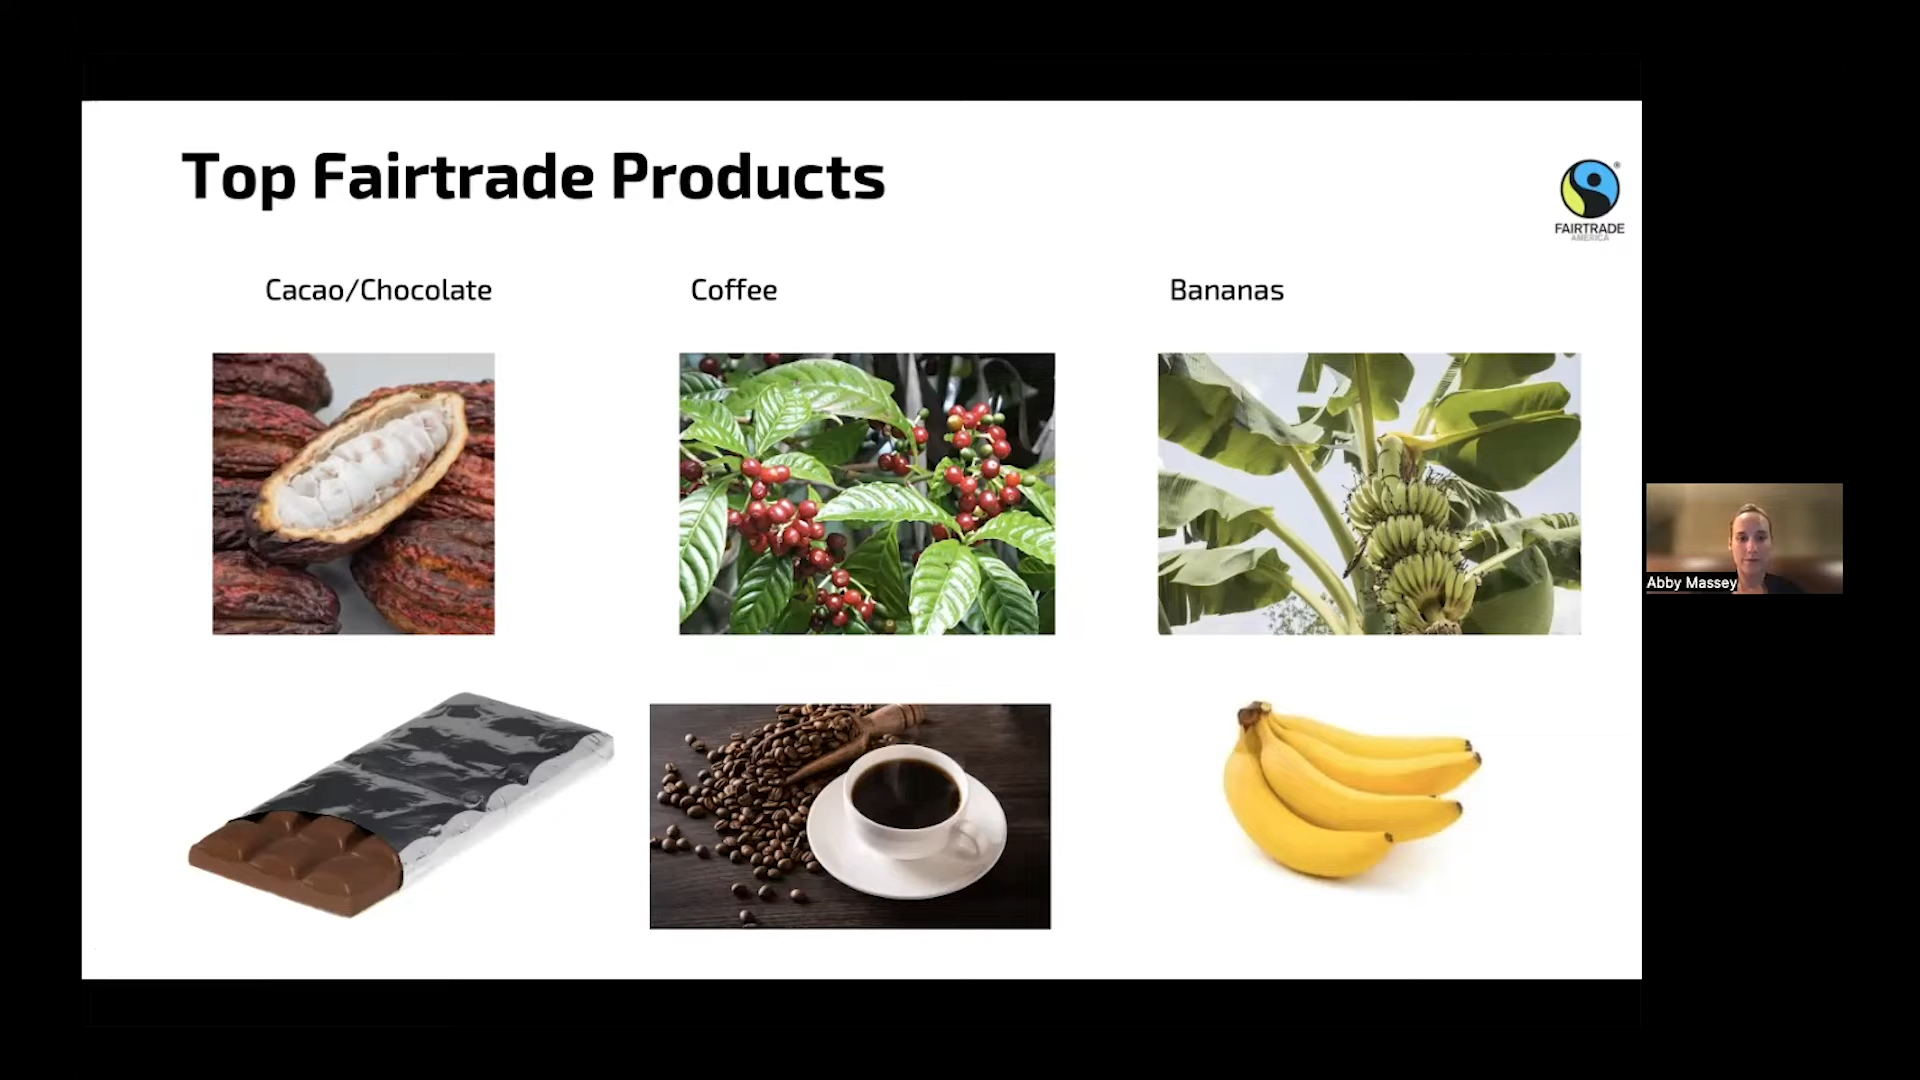 Top Fairtrade Products
®
FAIRTRADE
AMERICA
Cacao/Chocolate
Coffee
Bananas
Abby Massey